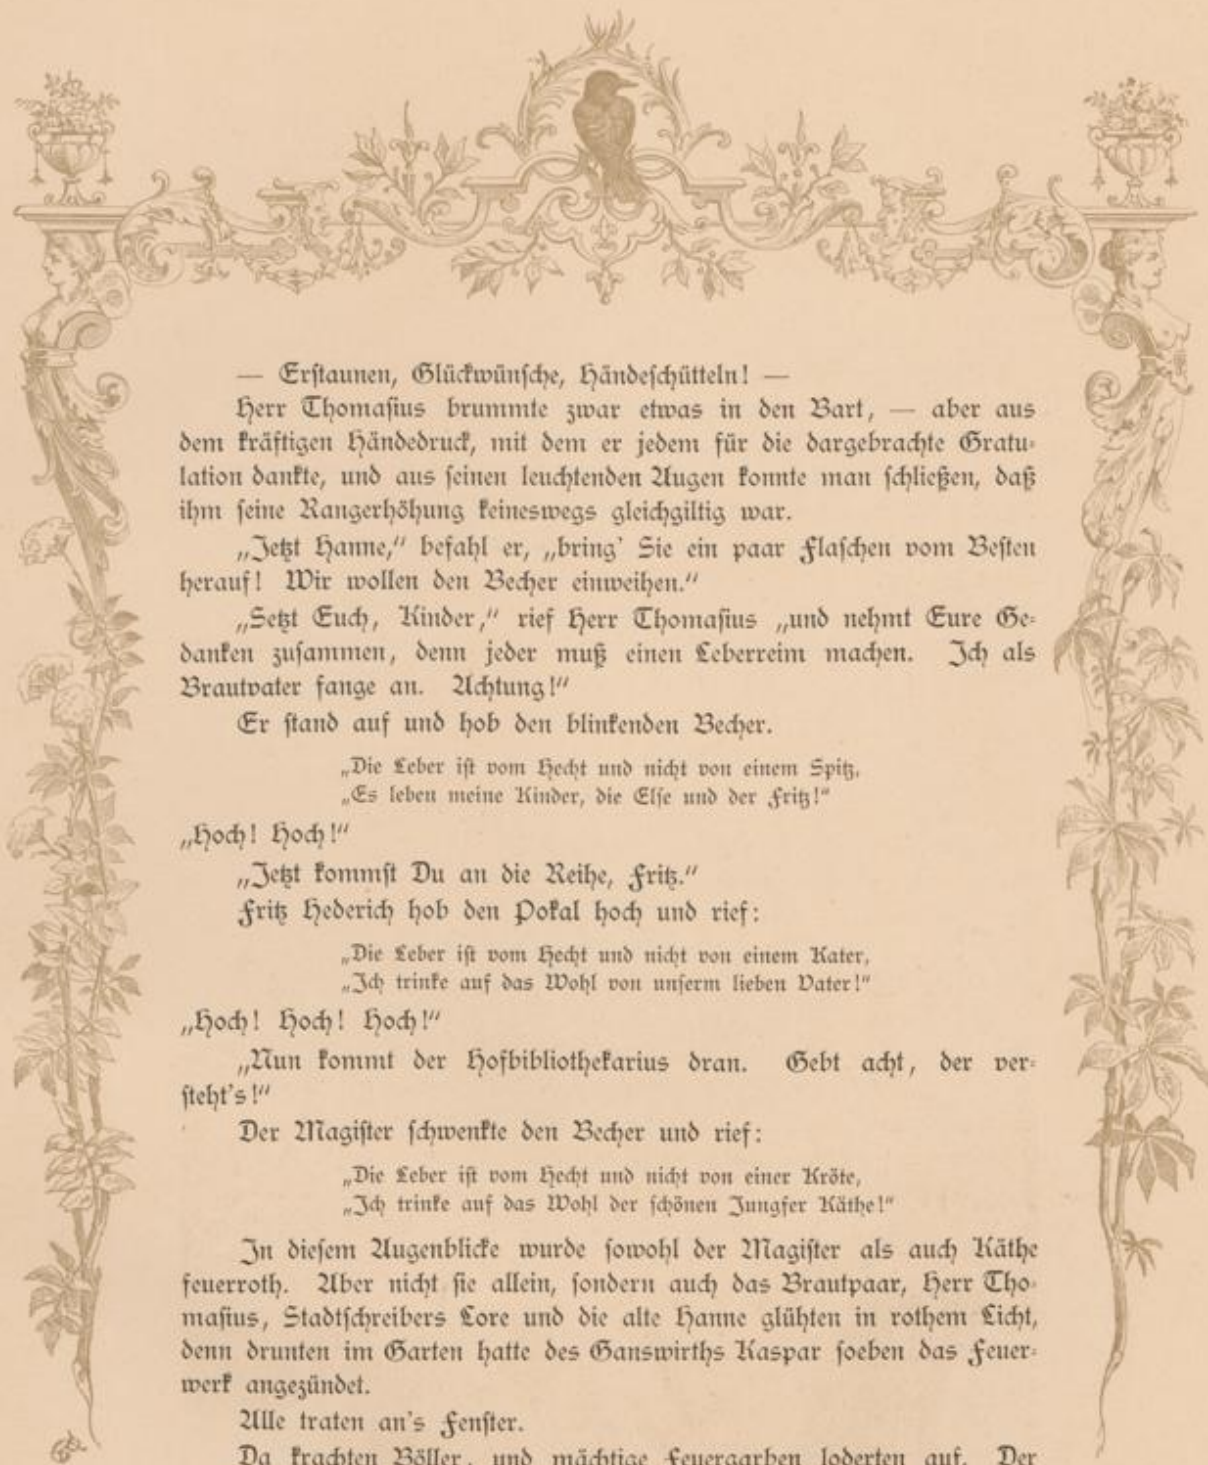 — Erstaunen, Glückwünsche, Händeschütteln! —
Herr Thomasius brummte zwar etwas in den Bart, — aber aus
dem kräftigen Händedruck, mit dem er jedem für die dargebrachte Gratu-
lation dankte, und aus seinen leuchtenden Augen konnte man schließen, daß
ihm seine Rangerhöhung keineswegs gleichgiltig war.
„Jetzt Hanne,“ befahl er, „bring' Sie ein paar Flaschen vom Besten
herauf! Wir wollen den Becher einweihen.“
„Setzt Euch, Kinder,“ rief Herr Thomasius „und nehmt Eure Ge-
danken zusammen, denn jeder muß einen Leberreim machen. Ich als
Brautvater fange an. Achtung!“
Er stand auf und hob den blinkenden Becher.
„Die Leber ist vom Hecht und nicht von einem Spitz,
„Es leben meine Kinder, die Else und der Fritz!“
„Hoch! Hoch!“
„Jetzt kommst Du an die Reihe, Fritz.“
Fritz Hederich hob den Pokal hoch und rief:
„Die Leber ist vom Hecht und nicht von einem Kater,
„Ich trinke auf das Wohl von unserm lieben Vater!“
„Hoch! Hoch! Hoch!“
„Nun kommt der Hofbibliothekarius dran. Gebt acht, der ver-
steht's!“
Der Magister schwenkte den Becher und rief:
„Die Leber ist vom Hecht und nicht von einer Kröte,
„Ich trinke auf das Wohl der schönen Jungfer Käthe!“
In diesem Augenblicke wurde sowohl der Magister als auch Käthe
feuerroth. Aber nicht sie allein, sondern auch das Brautpaar, Herr Tho-
masius, Stadtschreibers Lore und die alte Hanne glühten in rothem Licht,
denn drunten im Garten hatte des Ganswirths Kaspar soeben das Feuer-
werk angezündet.
Alle traten an's Fenster.
Da krachten Böller, und mächtige Feuergarben loderten auf. Der